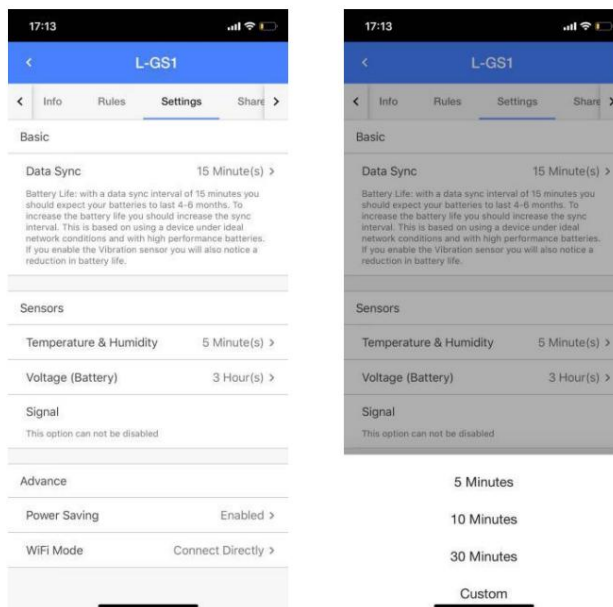 17:13
L-GS1
Info Rules Settings Share
Basic
Data Sync 15 Minute(s)
Battery Life: with a data sync interval of 15 minutes you
should expect your batteries to last 4-6 months. To
increase the battery life you should increase the sync
interval. This is based on using a device under ideal
network conditions and with high performance batteries.
If you enable the Vibration sensor you will also notice a
reduction in battery life.
Sensors
Temperature & Humidity 5 Minute(s)
Voltage (Battery) 3 Hour(s)
Signal
This option can not be disabled
Advance
Power Saving Enabled
WiFi Mode Connect Directly
17:13
L-GS1
Info Rules Settings Share
Basic
Data Sync 15 Minute(s)
Battery Life: with a data sync interval of 15 minutes you
should expect your batteries to last 4-6 months. To
increase the battery life you should increase the sync
interval. This is based on using a device under ideal
network conditions and with high performance batteries.
If you enable the Vibration sensor you will also notice a
reduction in battery life.
Sensors
Temperature & Humidity 5 Minute(s)
Voltage (Battery) 3 Hour(s)
Signal
This option can not be disabled
5 Minutes
10 Minutes
30 Minutes
Custom